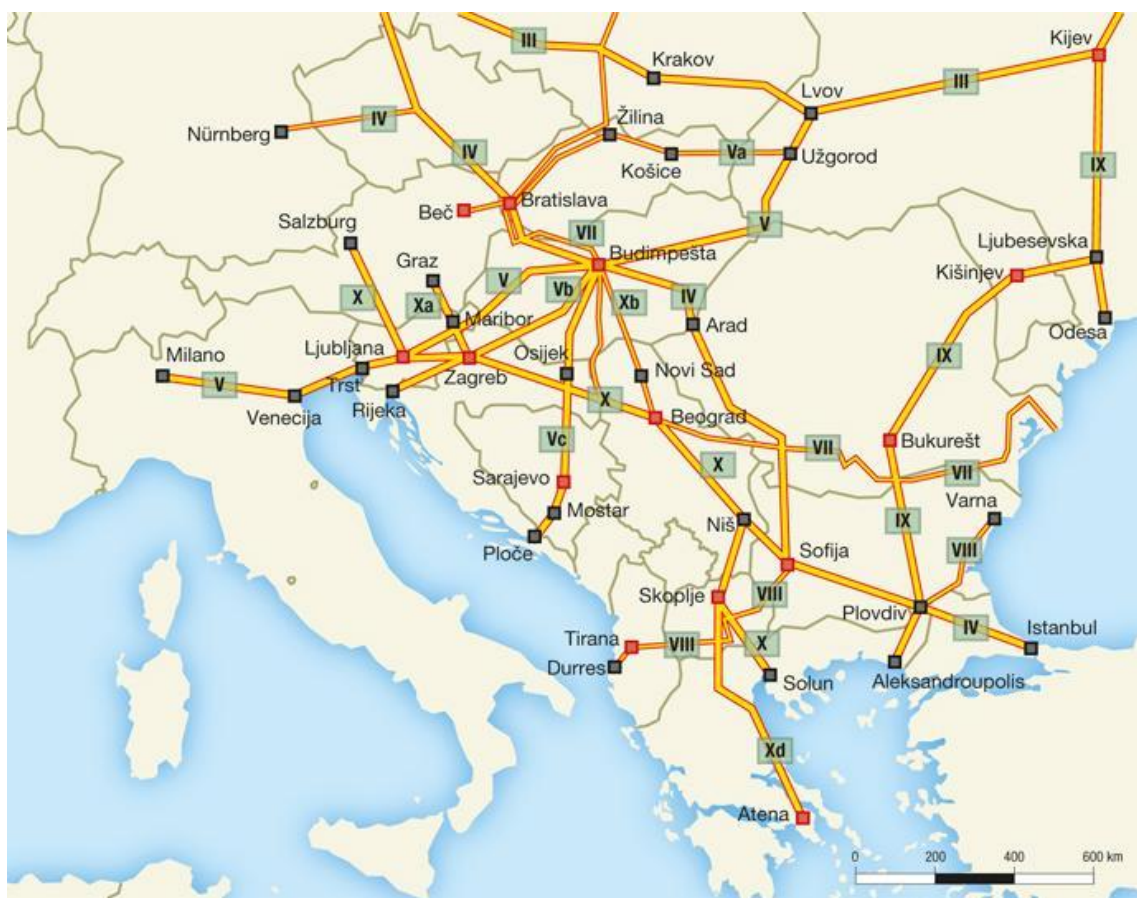 III
Kijev
Krakov
Lvov
III
Žilina
IV
Nürnberg
IV
Va
Užgorod
Košice
IX
Bratislava
Beč
Salzburg
VII
V
Ljubesevska
Budimpešta
Graz
V
Vb
Xb
Kišinjev
X
Xa
IV
Maribor
Arad
Odesa
Ljubljana
Osijek
IX
Milano
Trst
Zagreb
Novi Sad
V
Rijeka
X
Venecija
Beograd
Vc
Bukurešt
VII
X
VII
Sarajevo
Varna
Mostar
Niš
IX
Ploče
Sofija
VIII
Skoplje
VIII
Plovdiv
IV
Istanbul
Tirana
VIII
X
Durres
Solun
Aleksandroupolis
Xd
Atena
0 200 400 600 km